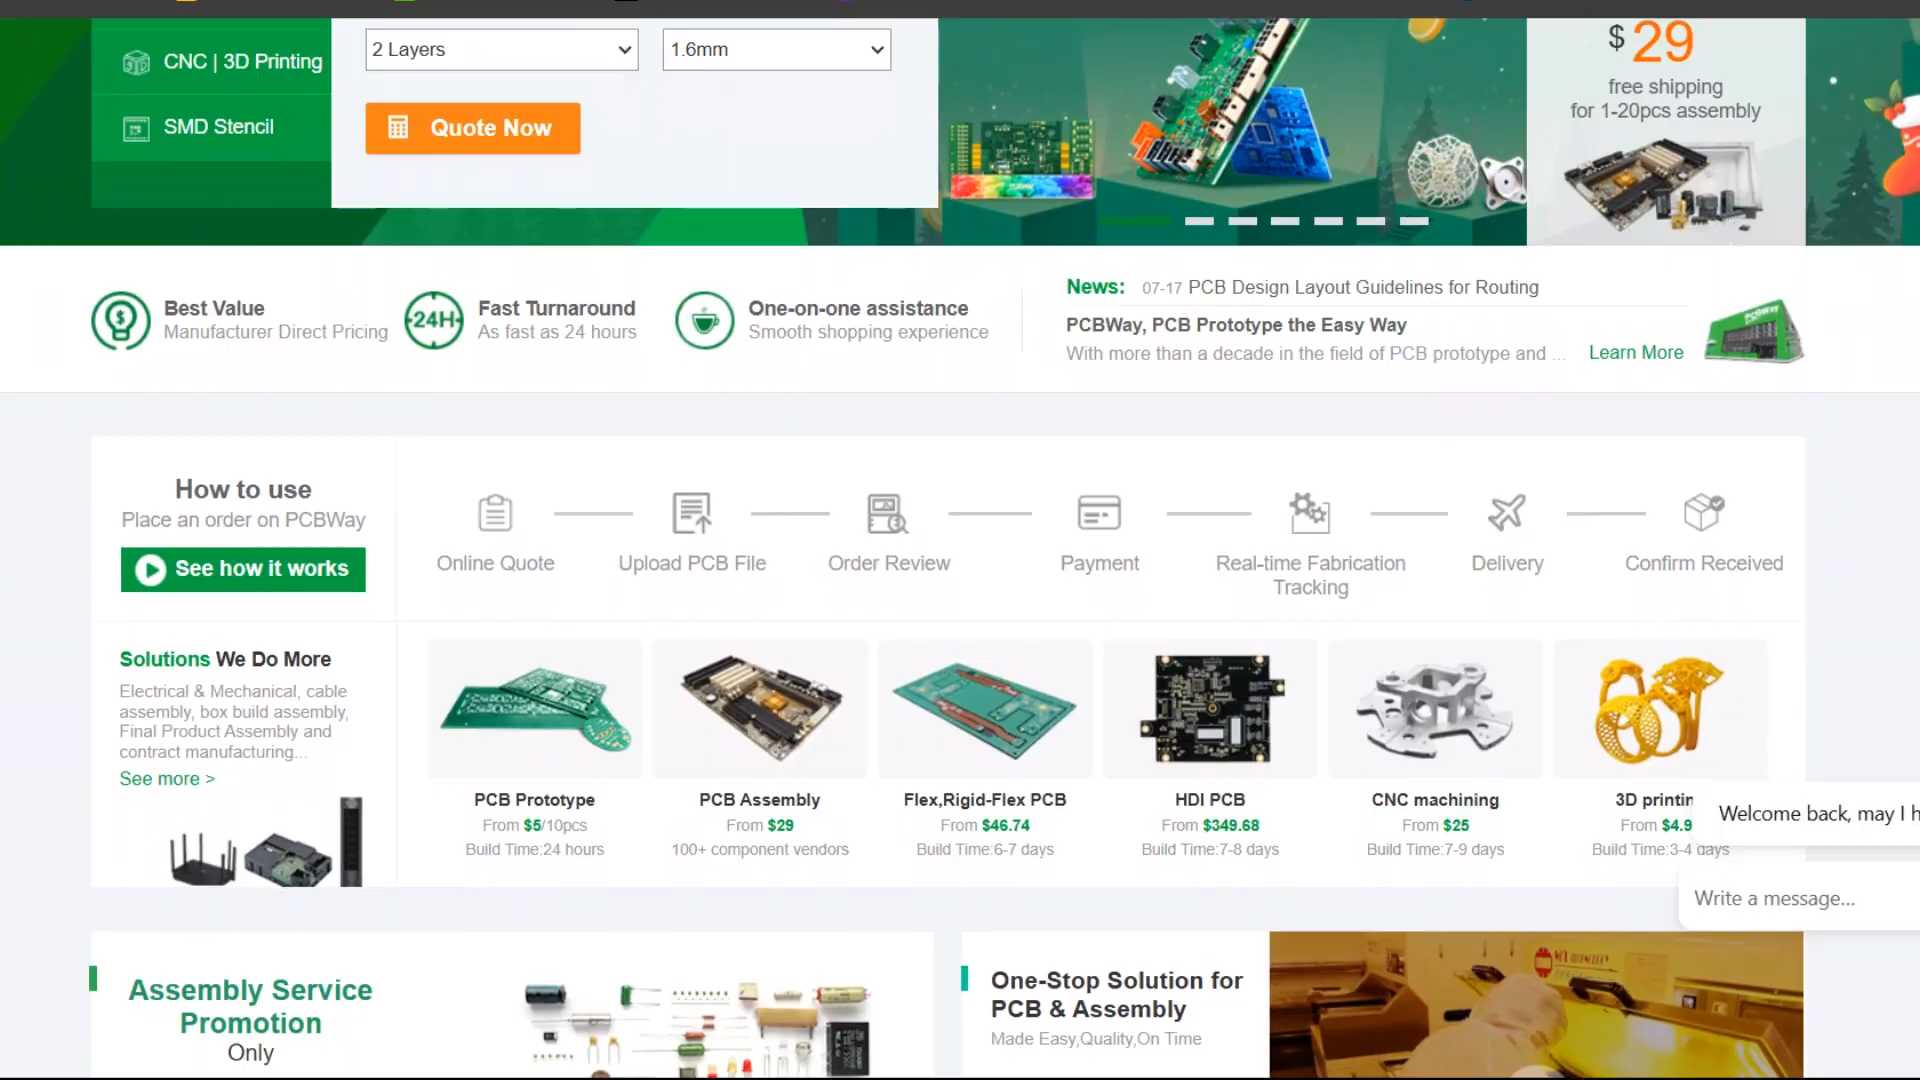 CNC | 3D Printing
SMD Stencil
2 Layers
1.6mm
Quote Now
$ 29
free shipping
for 1-20pcs assembly
Best Value
Manufacturer Direct Pricing
24H
Fast Turnaround
As fast as 24 hours
One-on-one assistance
Smooth shopping experience
News: 07-17 PCB Design Layout Guidelines for Routing
PCBWay, PCB Prototype the Easy Way
With more than a decade in the field of PCB prototype and ... Learn More
How to use
Place an order on PCBWay
See how it works
Online Quote
Upload PCB File
Order Review
Payment
Real-time Fabrication
Tracking
Delivery
Confirm Received
Solutions We Do More
Electrical & Mechanical, cable
assembly, box build assembly,
Final Product Assembly and
contract manufacturing...
See more >
PCB Prototype
From $5/10pcs
Build Time:24 hours
PCB Assembly
From $29
100+ component vendors
Flex,Rigid-Flex PCB
From $46.74
Build Time:6-7 days
HDI PCB
From $349.68
Build Time:7-8 days
CNC machining
From $25
Build Time:7-9 days
3D printin
From $4.9
Build Time:3-4 days
Welcome back, may I h
Write a message...
Assembly Service
Promotion
Only
One-Stop Solution for
PCB & Assembly
Made Easy,Quality,On Time